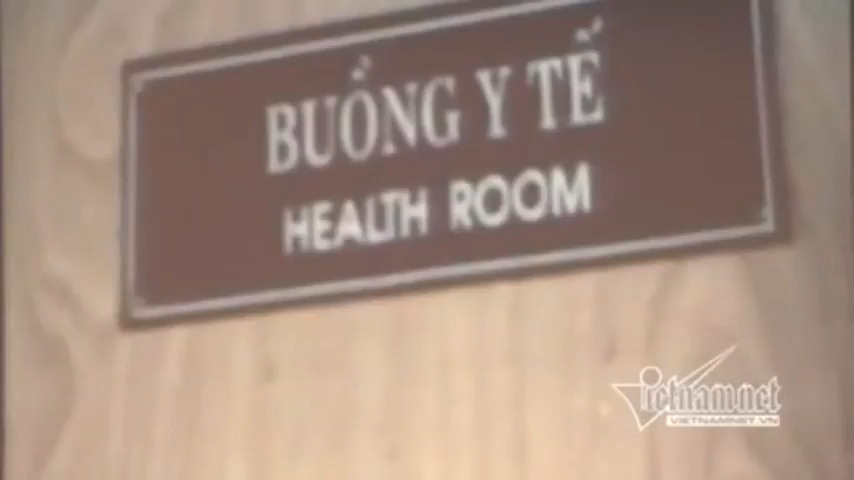 BUỒNG Y TẾ
HEALTH ROOM
vietnamnet
VIETNAMNET.VN